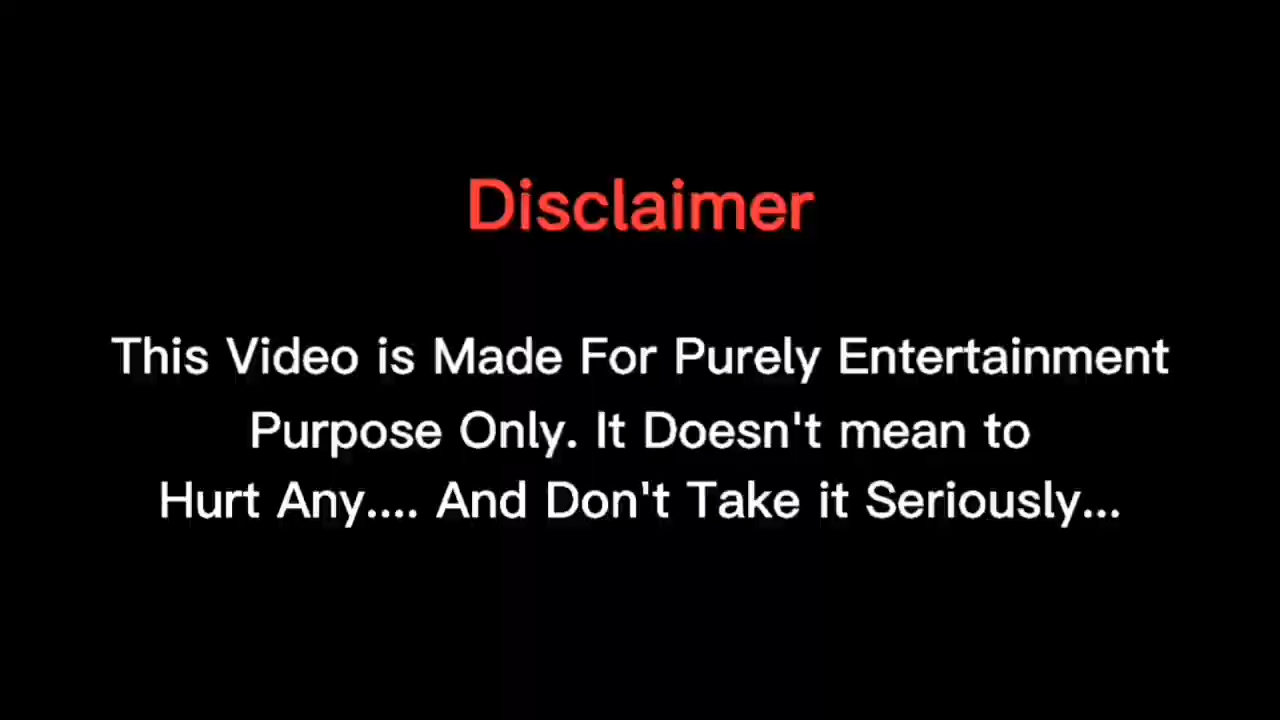 Disclaimer
This Video is Made For Purely Entertainment
Purpose Only. It Doesn't mean to
Hurt Any.... And Don't Take it Seriously...